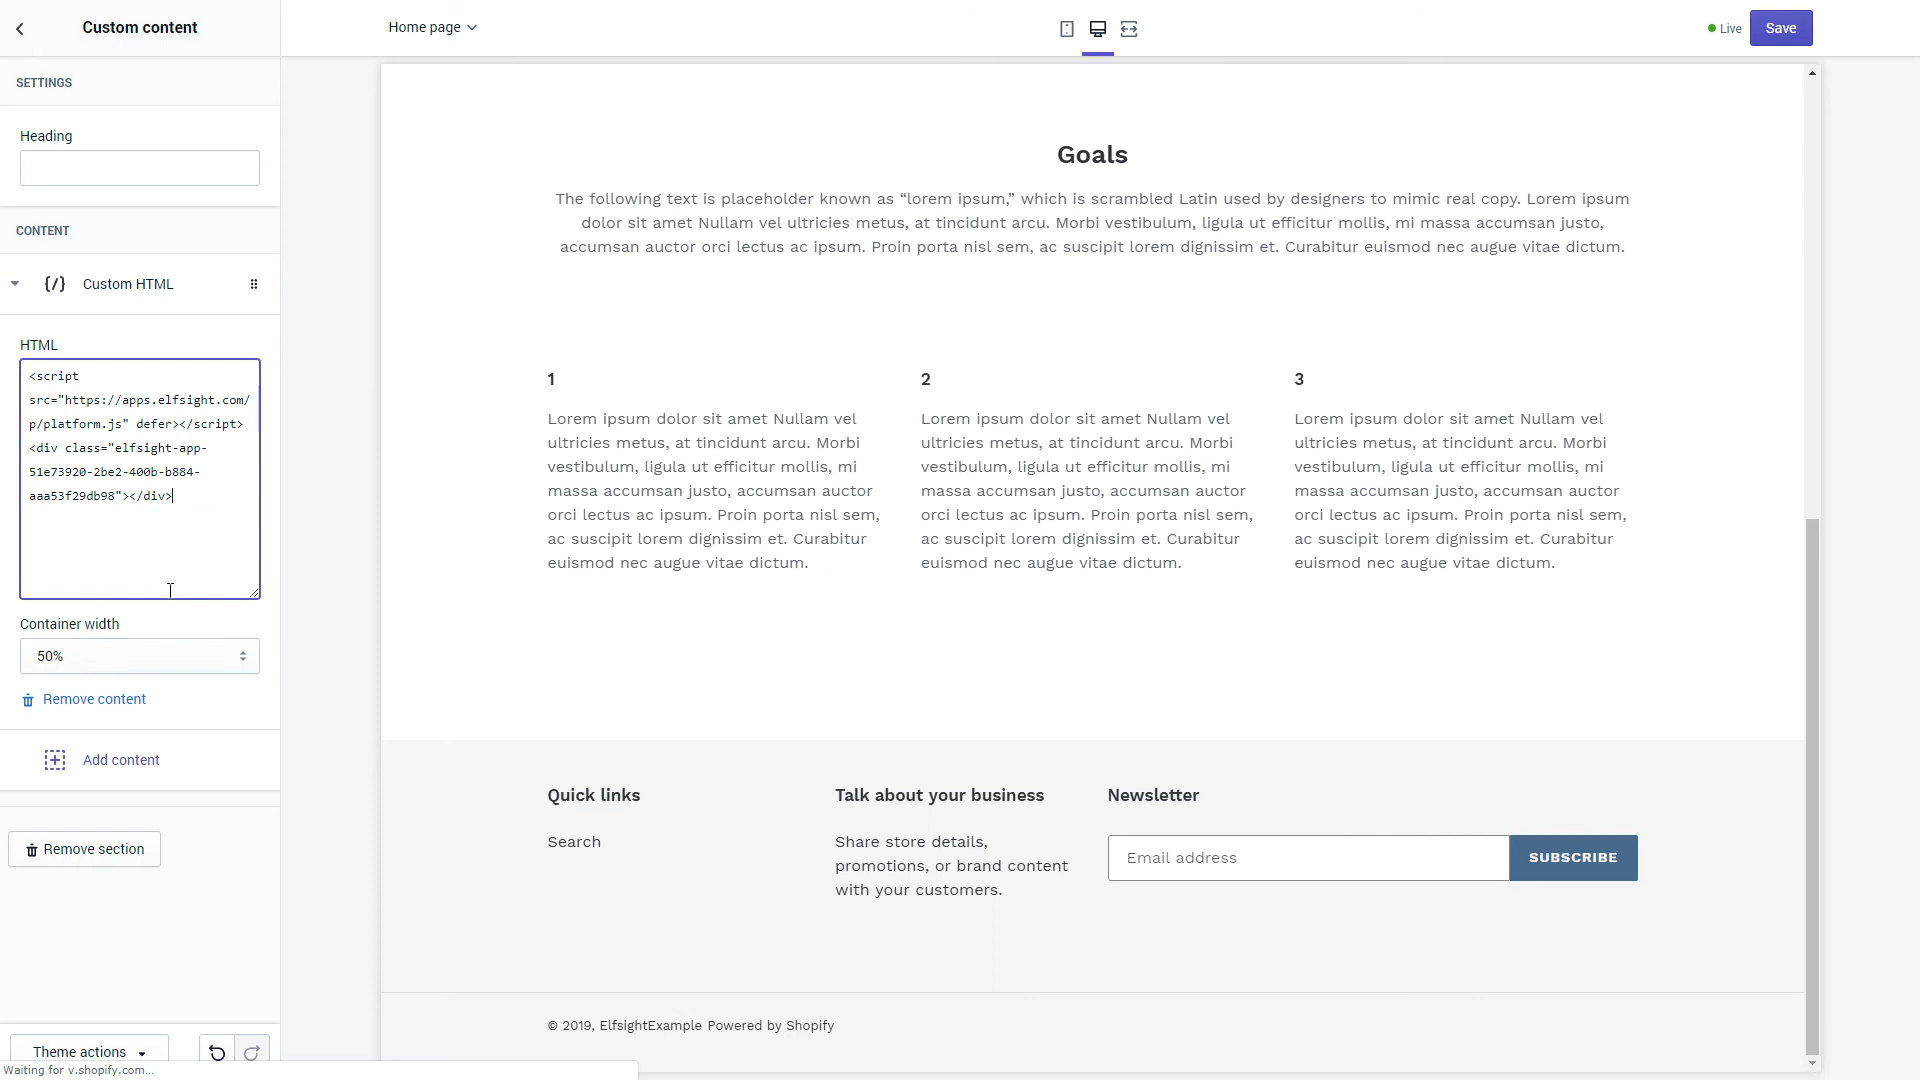 Custom content
Home page
Live
Save
SETTINGS
Heading
CONTENT
Custom HTML
HTML
<script
src="https://apps.elfsight.com/
p/platform.js" defer></script>
<div class="elfsight-app-
51e73920-2be2-400b-b884-
aaa53f29db98"></div>
Container width
50%
Remove content
Add content
Remove section
Theme actions
Waiting for v.shopify.com...
Goals
The following text is placeholder known as “lorem ipsum,” which is scrambled Latin used by designers to mimic real copy. Lorem ipsum
dolor sit amet Nullam vel ultricies metus, at tincidunt arcu. Morbi vestibulum, ligula ut efficitur mollis, mi massa accumsan justo,
accumsan auctor orci lectus ac ipsum. Proin porta nisl sem, ac suscipit lorem dignissim et. Curabitur euismod nec augue vitae dictum.
1
Lorem ipsum dolor sit amet Nullam vel
ultricies metus, at tincidunt arcu. Morbi
vestibulum, ligula ut efficitur mollis, mi
massa accumsan justo, accumsan auctor
orci lectus ac ipsum. Proin porta nisl sem,
ac suscipit lorem dignissim et. Curabitur
euismod nec augue vitae dictum.
2
Lorem ipsum dolor sit amet Nullam vel
ultricies metus, at tincidunt arcu. Morbi
vestibulum, ligula ut efficitur mollis, mi
massa accumsan justo, accumsan auctor
orci lectus ac ipsum. Proin porta nisl sem,
ac suscipit lorem dignissim et. Curabitur
euismod nec augue vitae dictum.
3
Lorem ipsum dolor sit amet Nullam vel
ultricies metus, at tincidunt arcu. Morbi
vestibulum, ligula ut efficitur mollis, mi
massa accumsan justo, accumsan auctor
orci lectus ac ipsum. Proin porta nisl sem,
ac suscipit lorem dignissim et. Curabitur
euismod nec augue vitae dictum.
Quick links
Search
Talk about your business
Share store details,
promotions, or brand content
with your customers.
Newsletter
Email address
SUBSCRIBE
© 2019, ElfsightExample Powered by Shopify